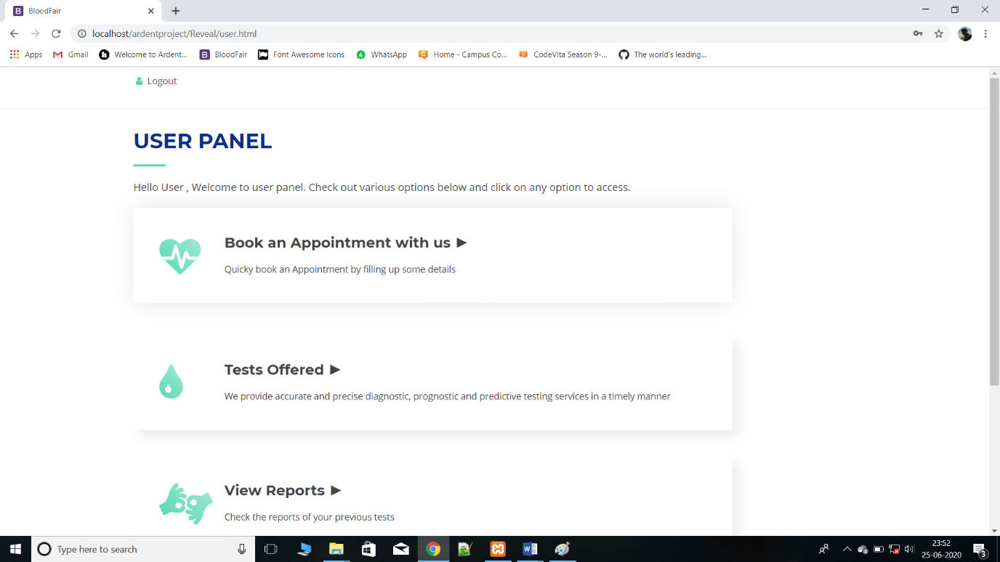 BloodFair
localhost/ardentproject/Reveal/user.html
Apps Gmail Welcome to Ardent... BloodFair Font Awesome Icons WhatsApp Home - Campus Co... CodeVita Season 9-... The world's leading...
Logout
USER PANEL
Hello User , Welcome to user panel. Check out various options below and click on any option to access.
Book an Appointment with us ►
Quicky book an Appointment by filling up some details
Tests Offered ►
We provide accurate and precise diagnostic, prognostic and predictive testing services in a timely manner
View Reports ►
Check the reports of your previous tests
Type here to search
23:52
25-06-2020
3